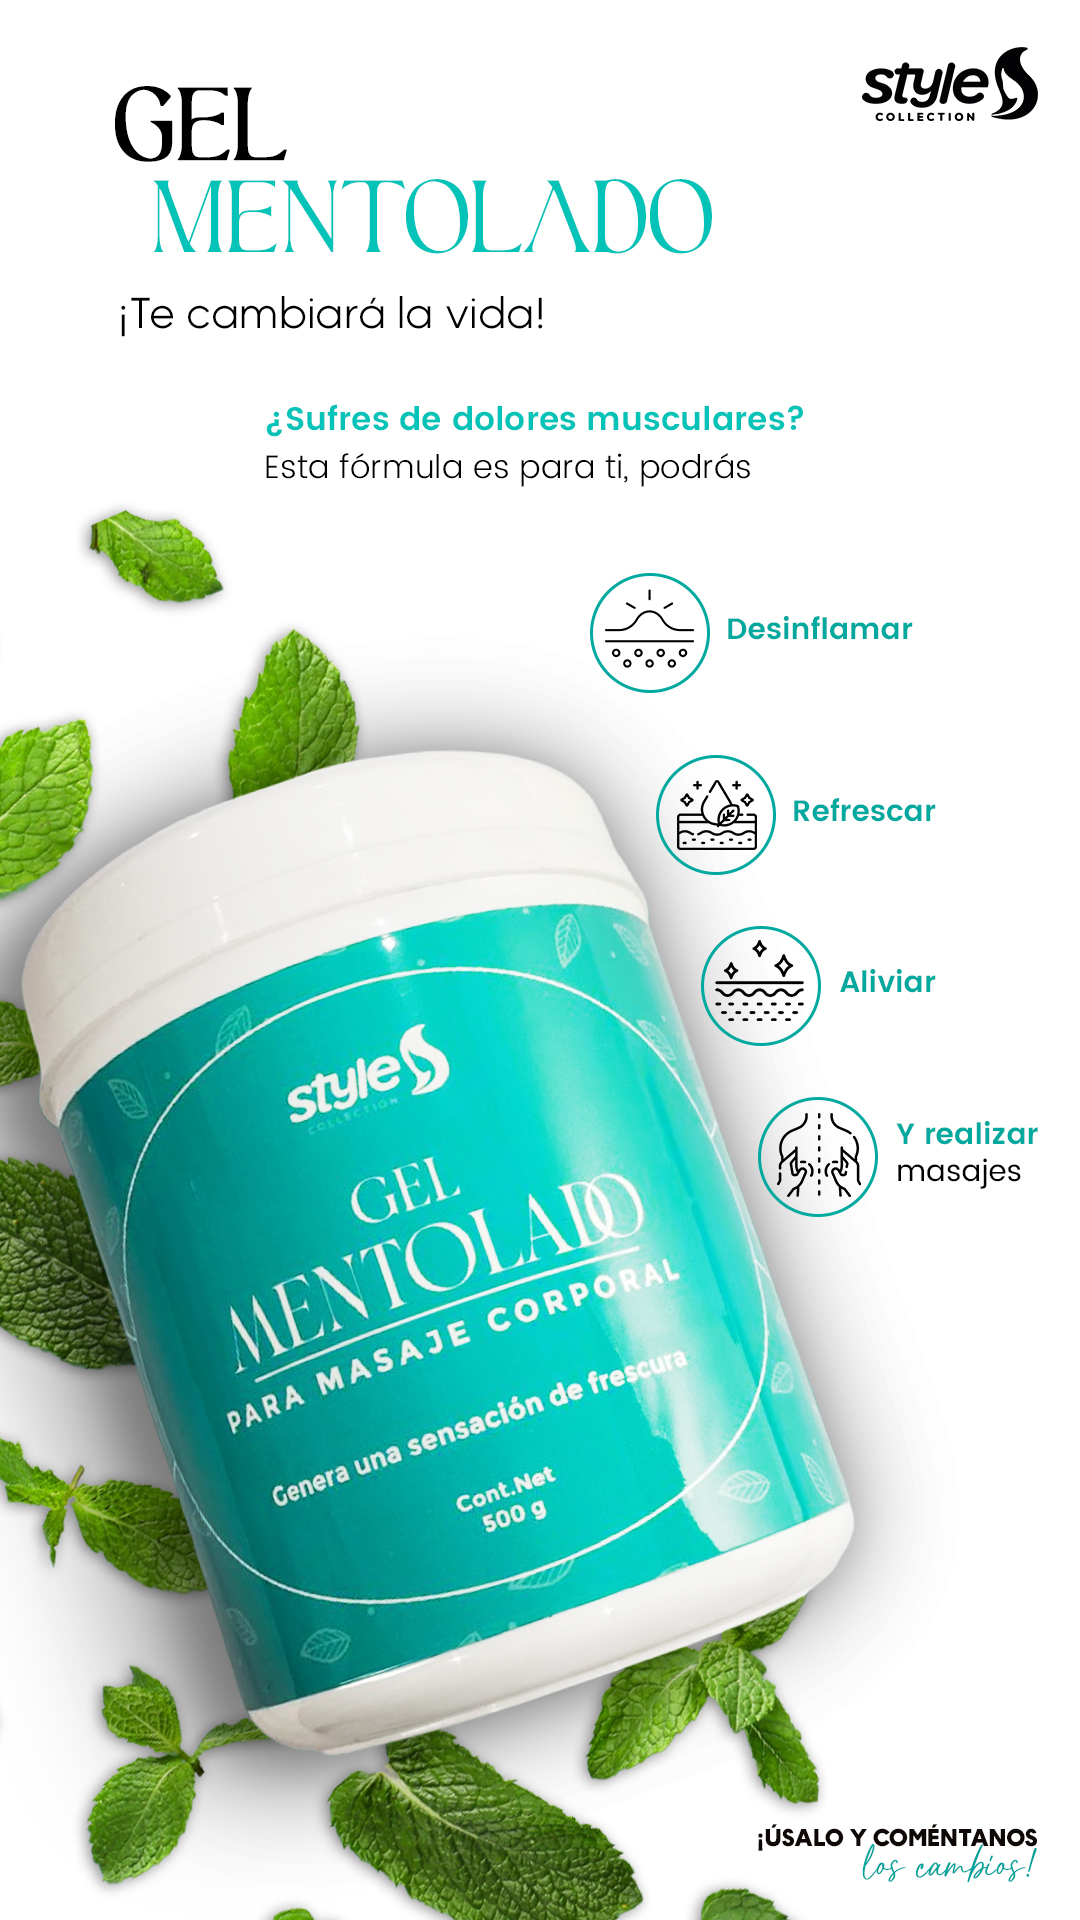 style
COLLECTION
GEL
MENTOLADO
¡Te cambiará la vida!
¿Sufres de dolores musculares?
Esta fórmula es para ti, podrás
Desinflamar
Refrescar
Aliviar
Y realizar
masajes
style
COLLECTION
GEL
MENTOLADO
PARA MASAJE CORPORAL
Genera una sensación de frescura
Cont.Net
500 g
¡ÚSALO Y COMÉNTANOS
los cambios!